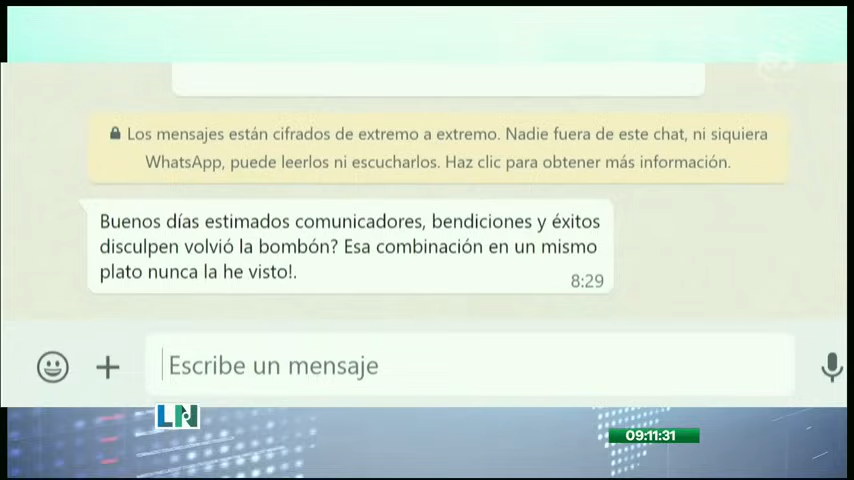 Los mensajes están cifrados de extremo a extremo. Nadie fuera de este chat, ni siquiera
WhatsApp, puede leerlos ni escucharlos. Haz clic para obtener más información.
Buenos días estimados comunicadores, bendiciones y éxitos
disculpen volvió la bombón? Esa combinación en un mismo
plato nunca la he visto!.
8:29
Escribe un mensaje
LN
09:11:31